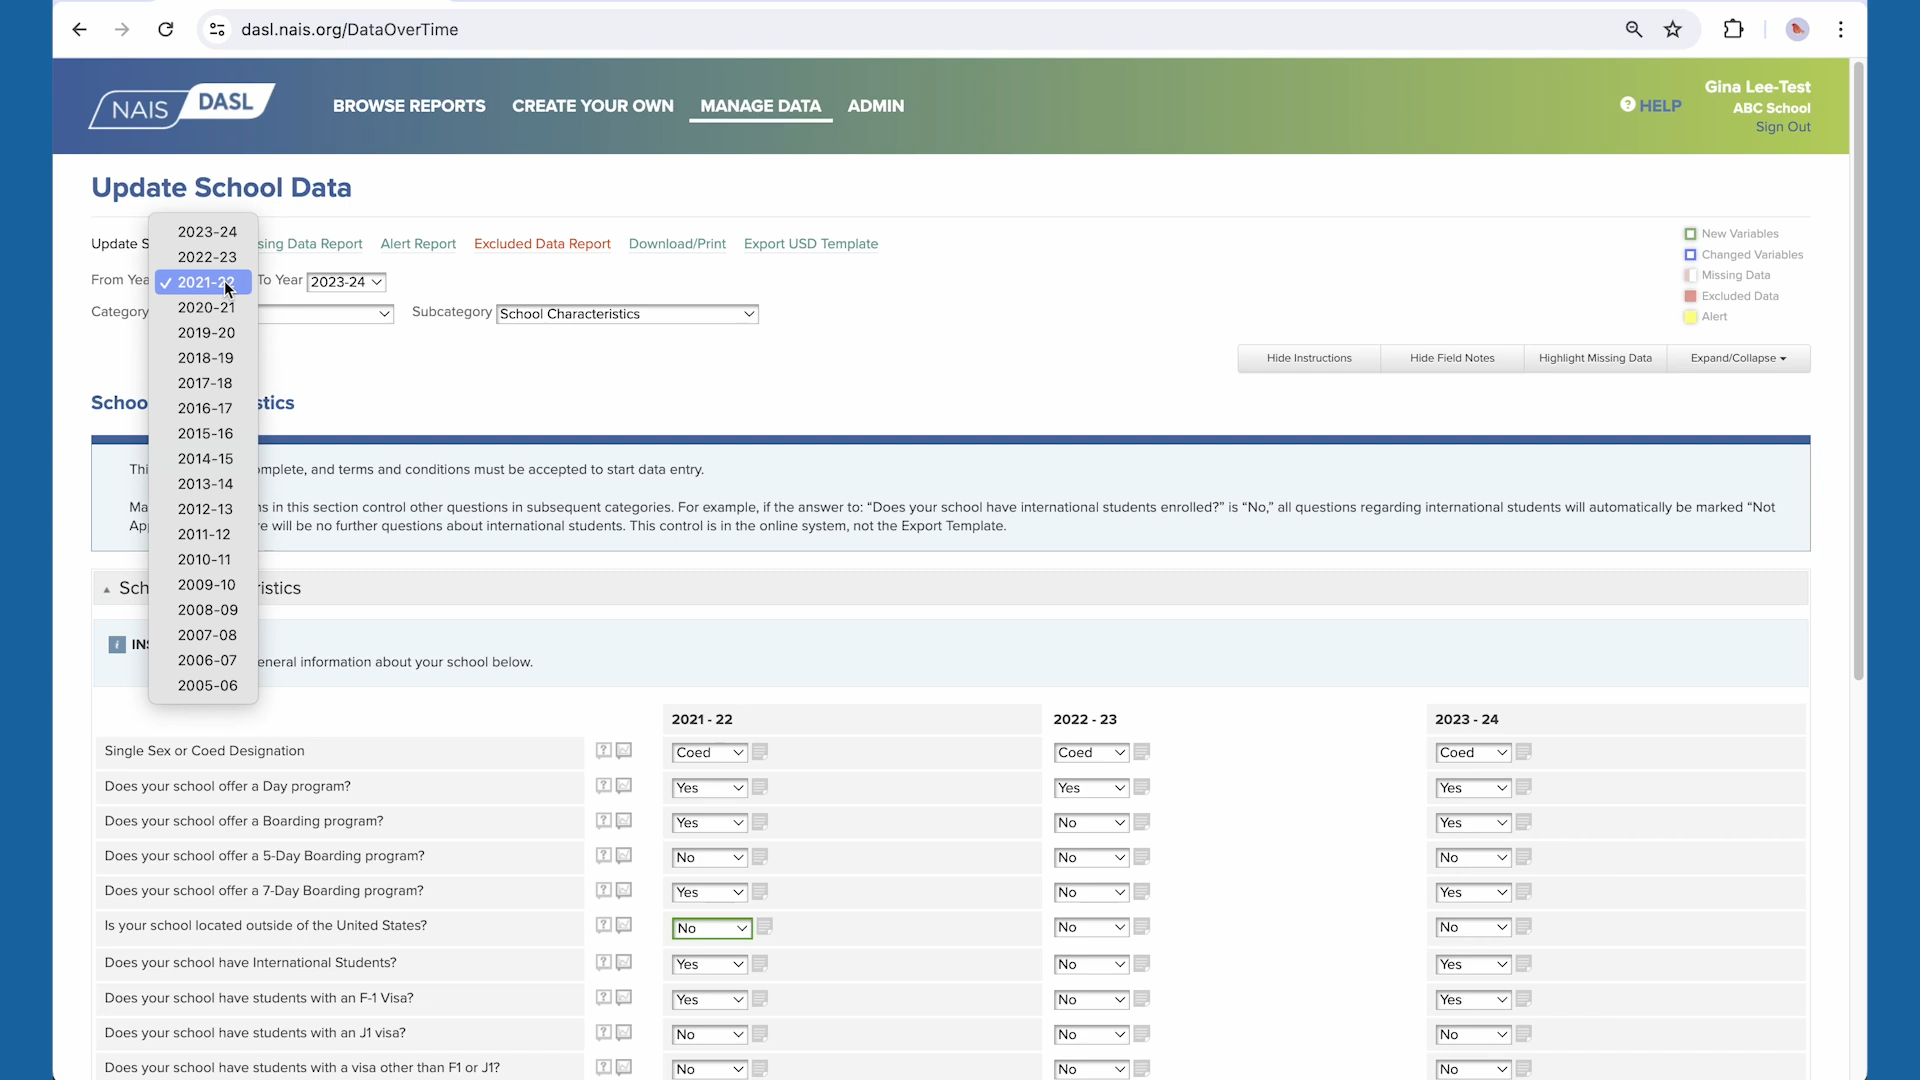 dasl.nais.org/DataOverTime
NAIS DASL
BROWSE REPORTS CREATE YOUR OWN MANAGE DATA ADMIN
? HELP
Gina Lee-Test
ABC School
Sign Out
Update School Data
Update S sing Data Report Alert Report Excluded Data Report Download/Print Export USD Template
From Yea To Year 2023-24
Category Subcategory School Characteristics
2023-24
2022-23
2021-22
2020-21
2019-20
2018-19
2017-18
2016-17
2015-16
2014-15
2013-14
2012-13
2011-12
2010-11
2009-10
2008-09
2007-08
2006-07
2005-06
New Variables
Changed Variables
Missing Data
Excluded Data
Alert
Hide Instructions Hide Field Notes Highlight Missing Data Expand/Collapse
Schoo stics
Thi omplete, and terms and conditions must be accepted to start data entry.
Ma ns in this section control other questions in subsequent categories. For example, if the answer to: “Does your school have international students enrolled?” is “No,” all questions regarding international students will automatically be marked “Not
App re will be no further questions about international students. This control is in the online system, not the Export Template.
Sch ristics
i INS
eneral information about your school below.
2021 - 22 2022 - 23 2023 - 24
Single Sex or Coed Designation ? Coed Coed Coed
Does your school offer a Day program? ? Yes Yes Yes
Does your school offer a Boarding program? ? Yes No Yes
Does your school offer a 5-Day Boarding program? ? No No No
Does your school offer a 7-Day Boarding program? ? Yes No Yes
Is your school located outside of the United States? ? No No No
Does your school have International Students? ? Yes No Yes
Does your school have students with an F-1 Visa? ? Yes No Yes
Does your school have students with an J1 visa? ? No No No
Does your school have students with a visa other than F1 or J1? ? No No No